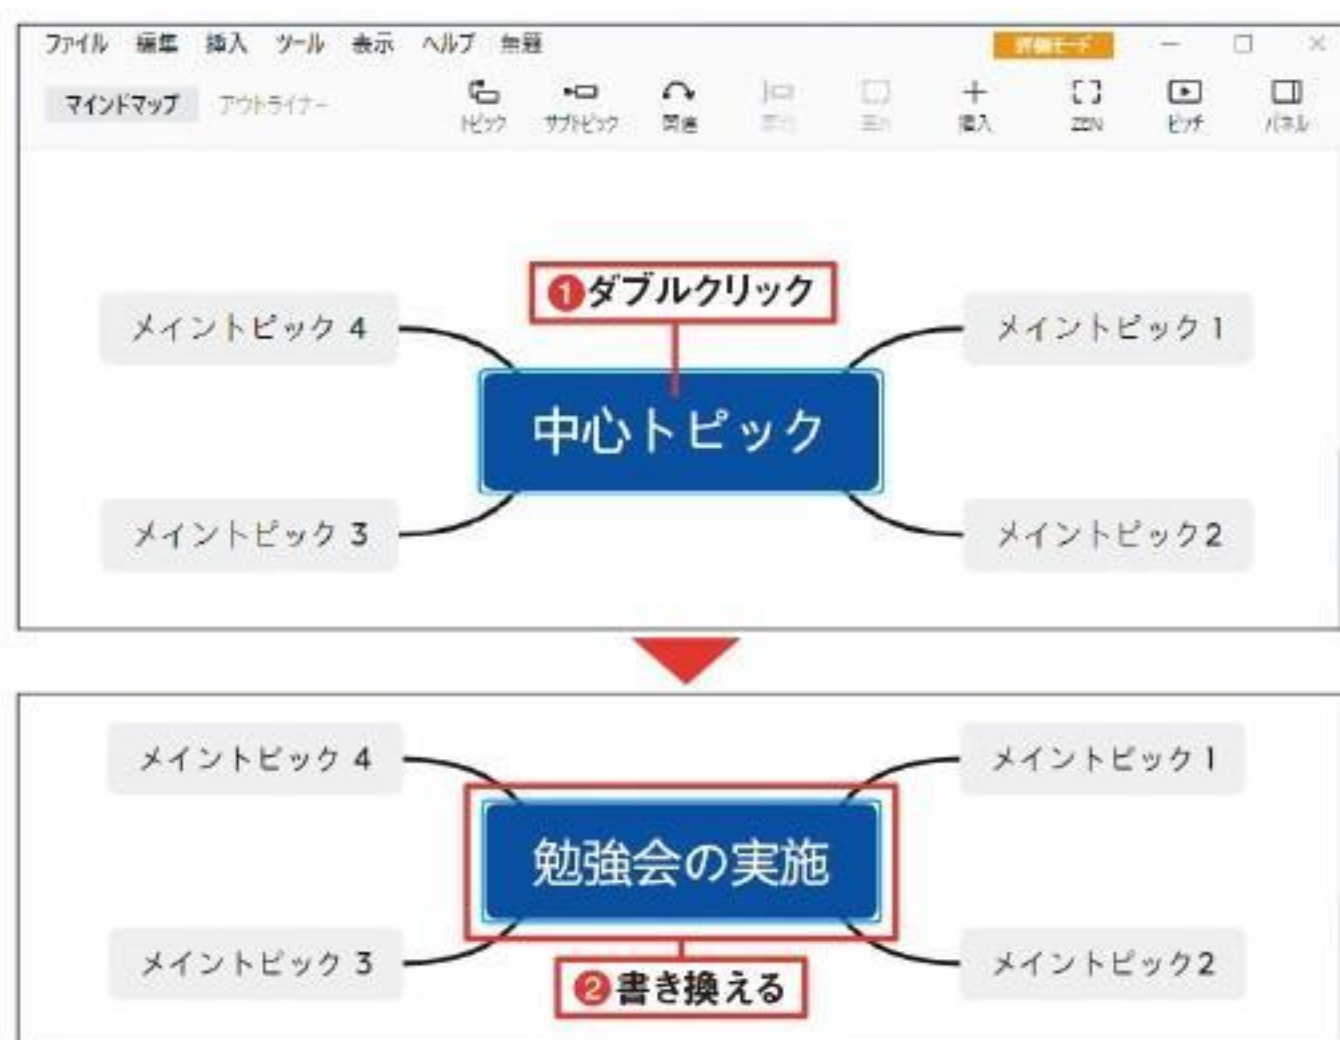 ファイル 編集 挿入 ツール 表示 ヘルプ 無題 評価モード
マインドマップ アウトライナー トピック サブトピック 関連 挿入 ZEN ピッチ パネル
❶ダブルクリック
メイントピック 4 メイントピック 1
中心トピック
メイントピック 3 メイントピック2
メイントピック 4 メイントピック 1
勉強会の実施
メイントピック 3 メイントピック2
❷書き換える